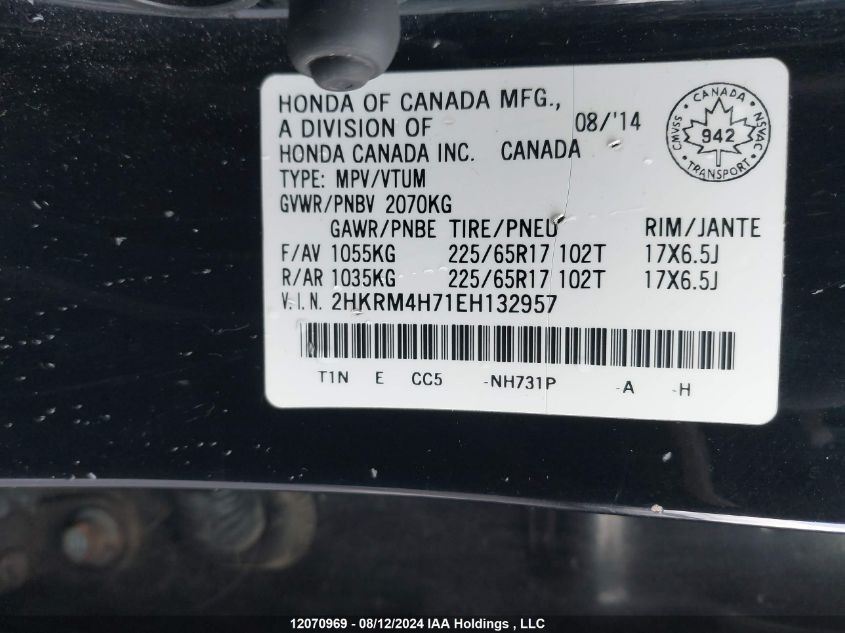 HONDA OF CANADA MFG.,
A DIVISION OF 08/'14
HONDA CANADA INC. CANADA
TYPE: MPV/VTUM
GVWR/PNBV 2070KG
GAWR/PNBE TIRE/PNEU RIM/JANTE
F/AV 1055KG 225/65R17 102T 17X6.5J
R/AR 1035KG 225/65R17 102T 17X6.5J
V.I.N. 2HKRM4H71EH132957
T1N E CC5 -NH731P -A -H
CANADA
CMVSS 942 NSVAC
TRANSPORT
12070969 - 08/12/2024 IAA Holdings , LLC